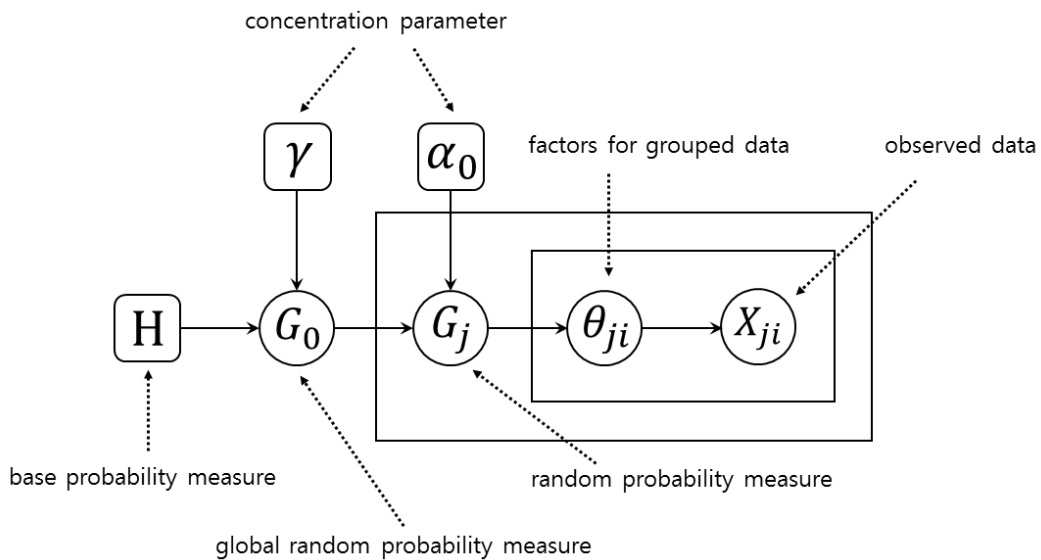 concentration parameter
γ
α₀
factors for grouped data
observed data
H
G₀
Gⱼ
θⱼᵢ
Xⱼᵢ
base probability measure
random probability measure
global random probability measure